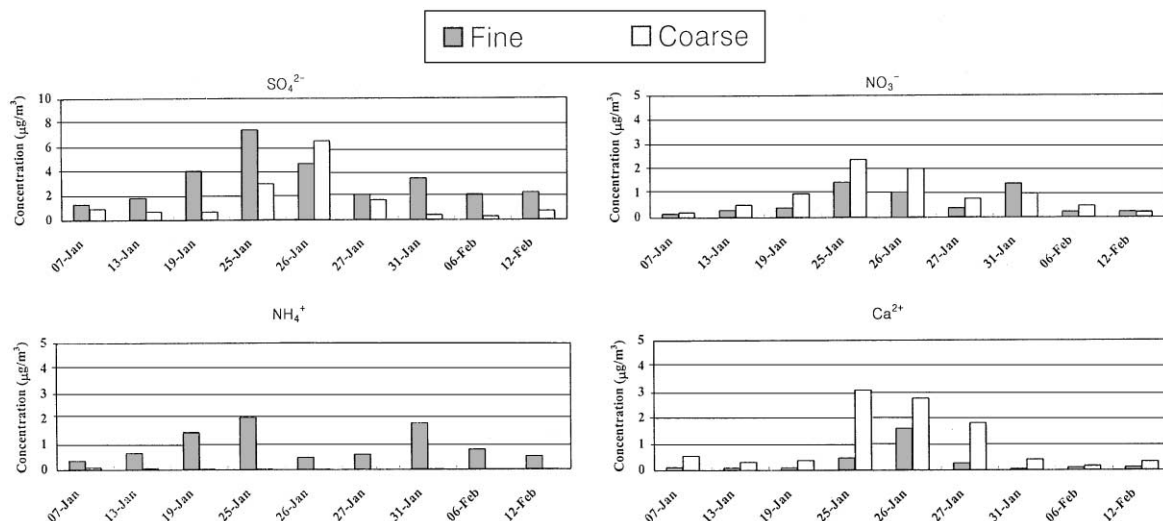 Fine Coarse
SO₄²⁻
Concentration (μg/m³)
10
8
6
4
2
0
07-Jan 13-Jan 19-Jan 25-Jan 26-Jan 27-Jan 31-Jan 06-Feb 12-Feb
NO₃⁻
Concentration (μg/m³)
5
4
3
2
1
0
07-Jan 13-Jan 19-Jan 25-Jan 26-Jan 27-Jan 31-Jan 06-Feb 12-Feb
NH₄⁺
Concentration (μg/m³)
5
4
3
2
1
0
07-Jan 13-Jan 19-Jan 25-Jan 26-Jan 27-Jan 31-Jan 06-Feb 12-Feb
Ca²⁺
Concentration (μg/m³)
5
4
3
2
1
0
07-Jan 13-Jan 19-Jan 25-Jan 26-Jan 27-Jan 31-Jan 06-Feb 12-Feb